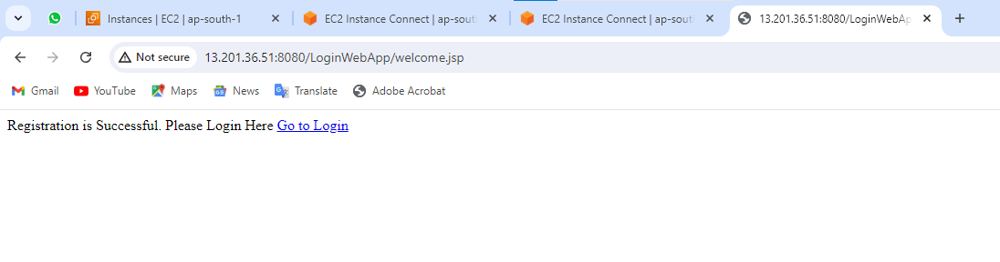 Instances | EC2 | ap-south-1 EC2 Instance Connect | ap-sout EC2 Instance Connect | ap-sout 13.201.36.51:8080/LoginWebAp
Not secure 13.201.36.51:8080/LoginWebApp/welcome.jsp
Gmail YouTube Maps News Translate Adobe Acrobat
Registration is Successful. Please Login Here Go to Login